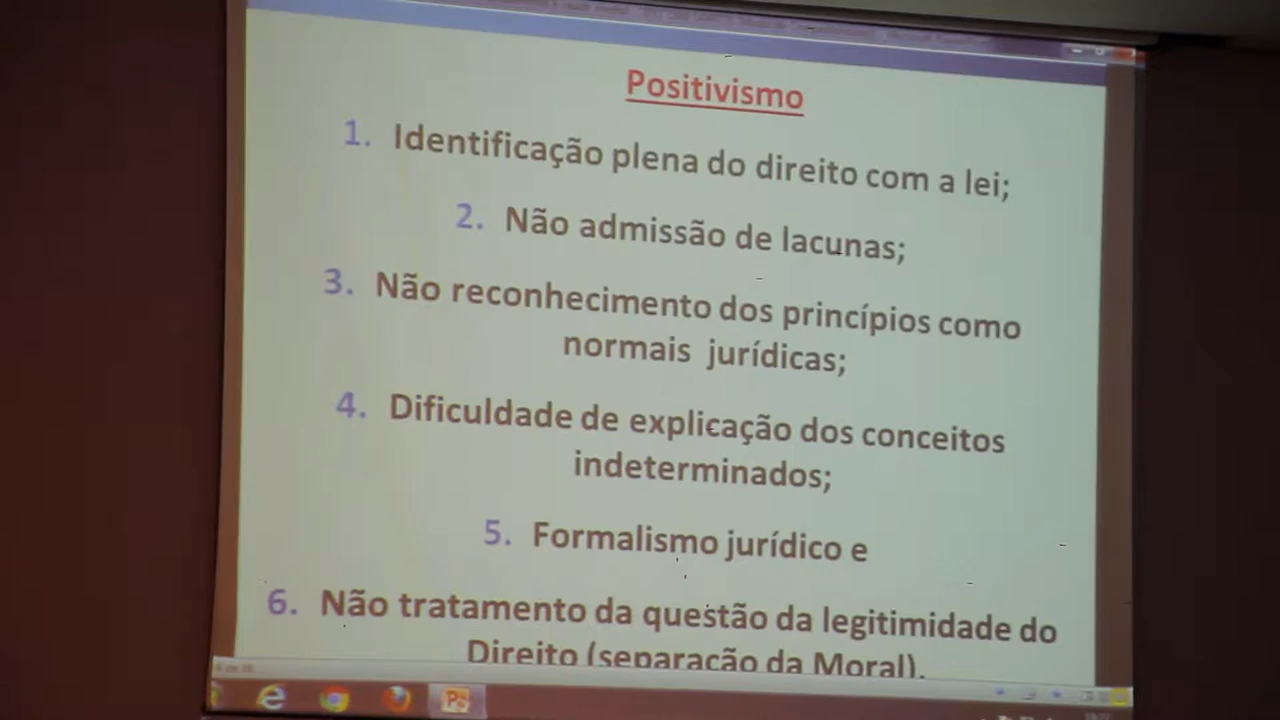 Positivismo
1. Identificação plena do direito com a lei;
2. Não admissão de lacunas;
3. Não reconhecimento dos princípios como
normais jurídicas;
4. Dificuldade de explicação dos conceitos
indeterminados;
5. Formalismo jurídico e
6. Não tratamento da questão da legitimidade do
Direito (separação da Moral).